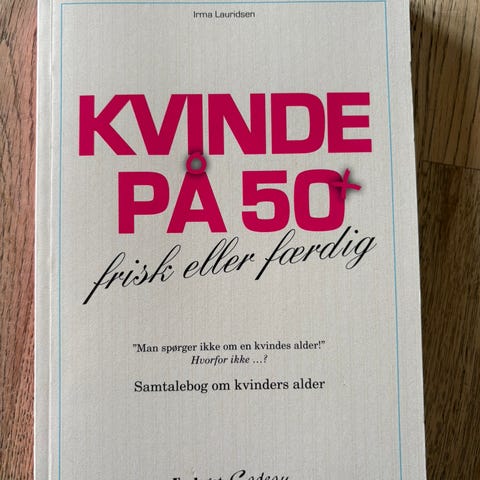 Irma Lauridsen
KVINDE
PÅ 50+
frisk eller færdig
"Man spørger ikke om en kvindes alder!"
Hvorfor ikke ...?
Samtalebog om kvinders alder